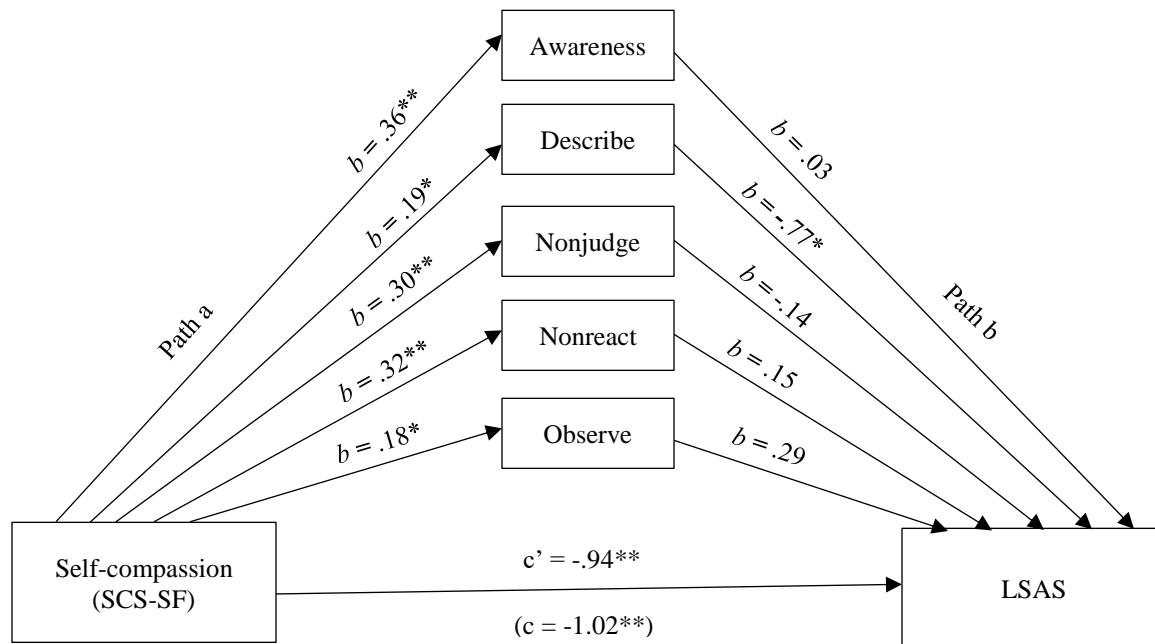 Awareness
b = .36**
b = .03
Describe
b = .19*
b = -.77*
Nonjudge
b = .30**
b = -.14
Path a
Path b
Nonreact
b = .32**
b = .15
Observe
b = .18*
b = .29
Self-compassion
(SCS-SF)
c’ = -.94**
(c = -1.02**)
LSAS